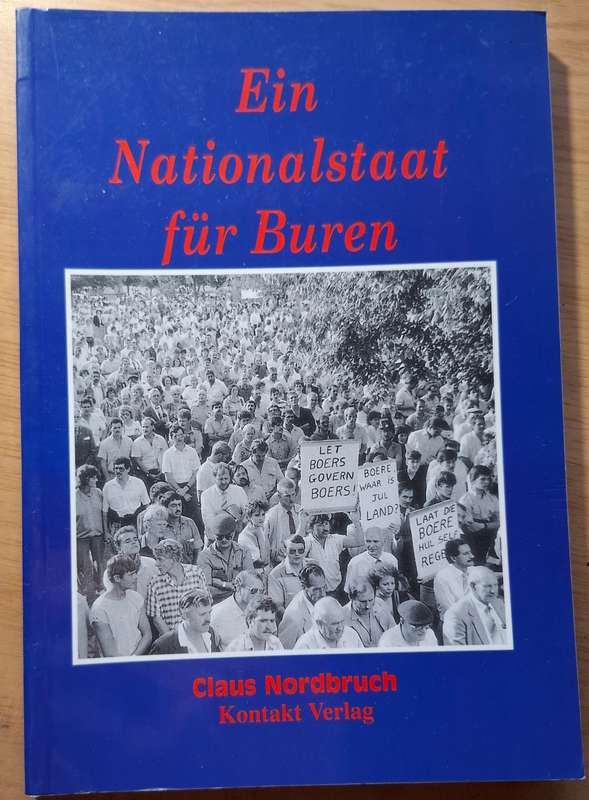 Ein
Nationalstaat
für Buren
LET
BOERS
GOVERN
BOERS!
BOERE
WAAR IS
JUL
LAND?
LAAT DE
BOERE
HUL SELF
REGE
Claus Nordbruch
Kontakt Verlag